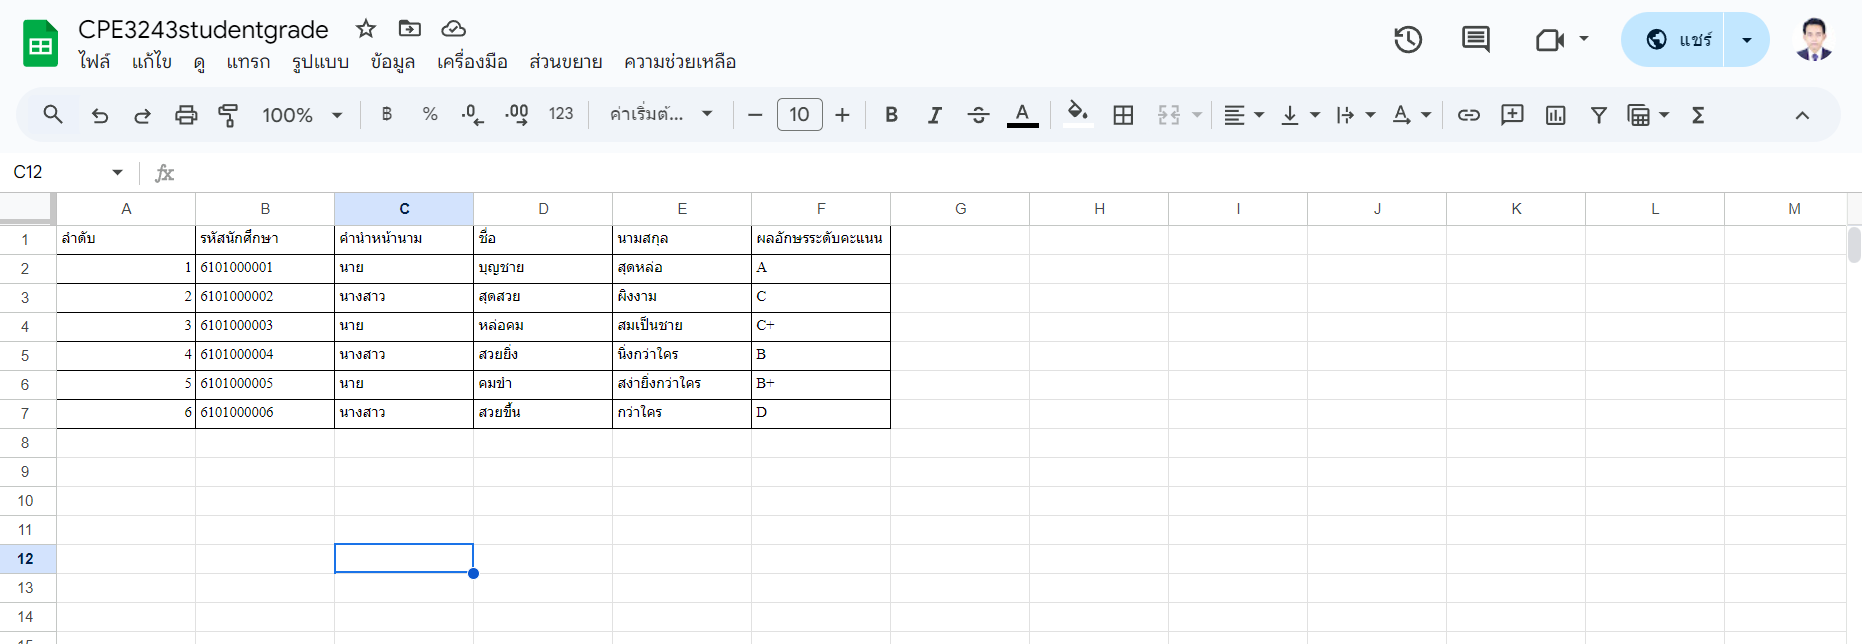 CPE3243studentgrade
ไฟล์ แก้ไข ดู แทรก รูปแบบ ข้อมูล เครื่องมือ ส่วนขยาย ความช่วยเหลือ
แชร์
100% ฿ % .0 .00 123 ค่าเริ่มต้... 10 B I S A Σ
C12 fx
A B C D E F G H I J K L M
1 ลำดับ รหัสนักศึกษา คำนำหน้านาม ชื่อ นามสกุล ผลอักษรระดับคะแนน
2 1 6101000001 นาย บุญชาย สุดหล่อ A
3 2 6101000002 นางสาว สุดสวย ผิงงาม C
4 3 6101000003 นาย หล่อคม สมเป็นชาย C+
5 4 6101000004 นางสาว สวยยิ่ง นิ่งกว่าใคร B
6 5 6101000005 นาย คมขำ สง่ายิ่งกว่าใคร B+
7 6 6101000006 นางสาว สวยขึ้น กว่าใคร D
8
9
10
11
12
13
14
15